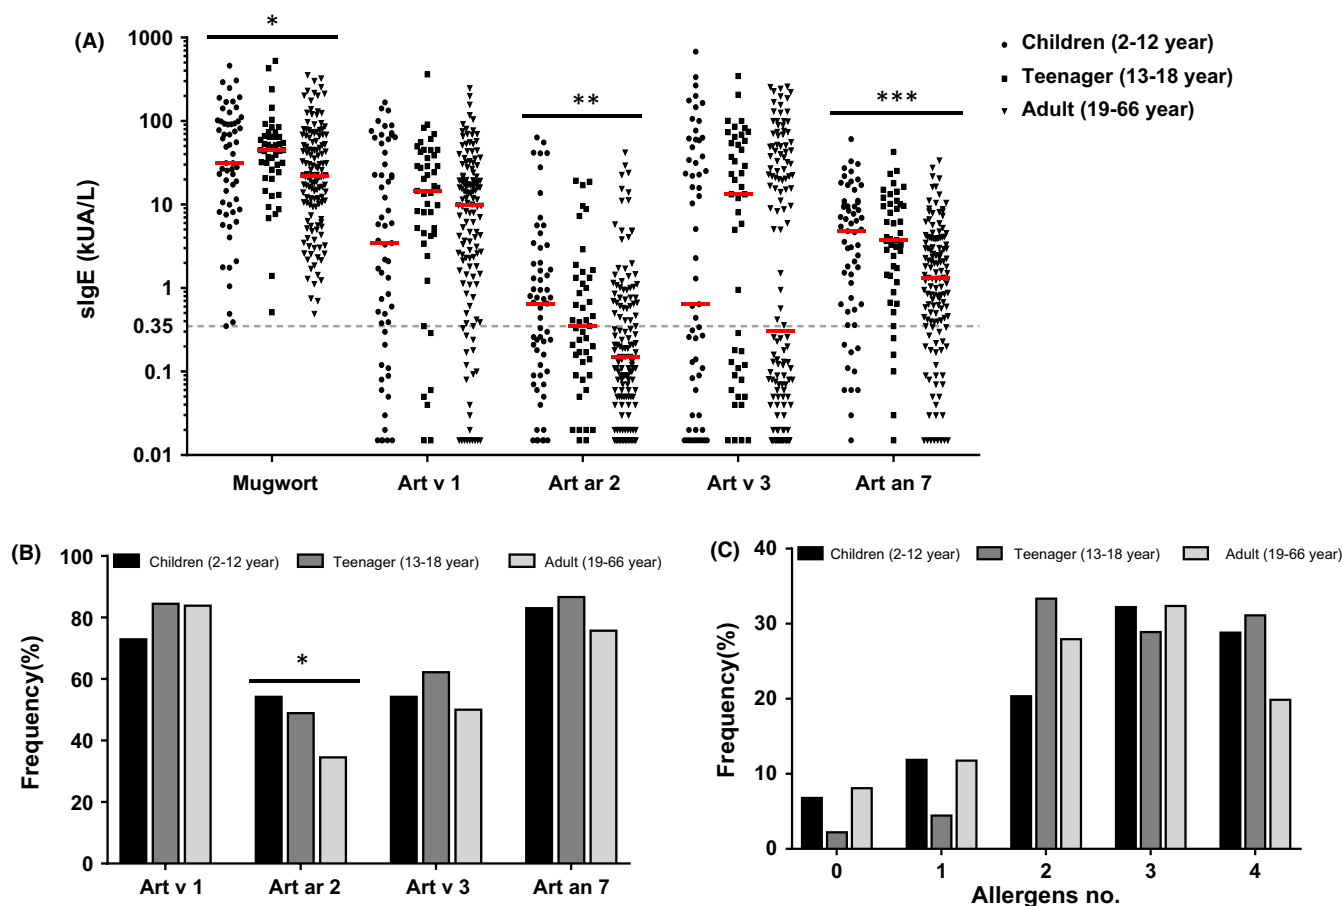 (A)
1000
100
10
1
0.35
0.1
0.01
sIgE (kUA/L)
*
**
***
Mugwort
Art v 1
Art ar 2
Art v 3
Art an 7
Children (2-12 year)
Teenager (13-18 year)
Adult (19-66 year)
(B)
Children (2-12 year)
Teenager (13-18 year)
Adult (19-66 year)
100
80
60
40
20
0
Frequency(%)
*
Art v 1
Art ar 2
Art v 3
Art an 7
(C)
Children (2-12 year)
Teenager (13-18 year)
Adult (19-66 year)
40
30
20
10
0
Frequency(%)
0
1
2
3
4
Allergens no.